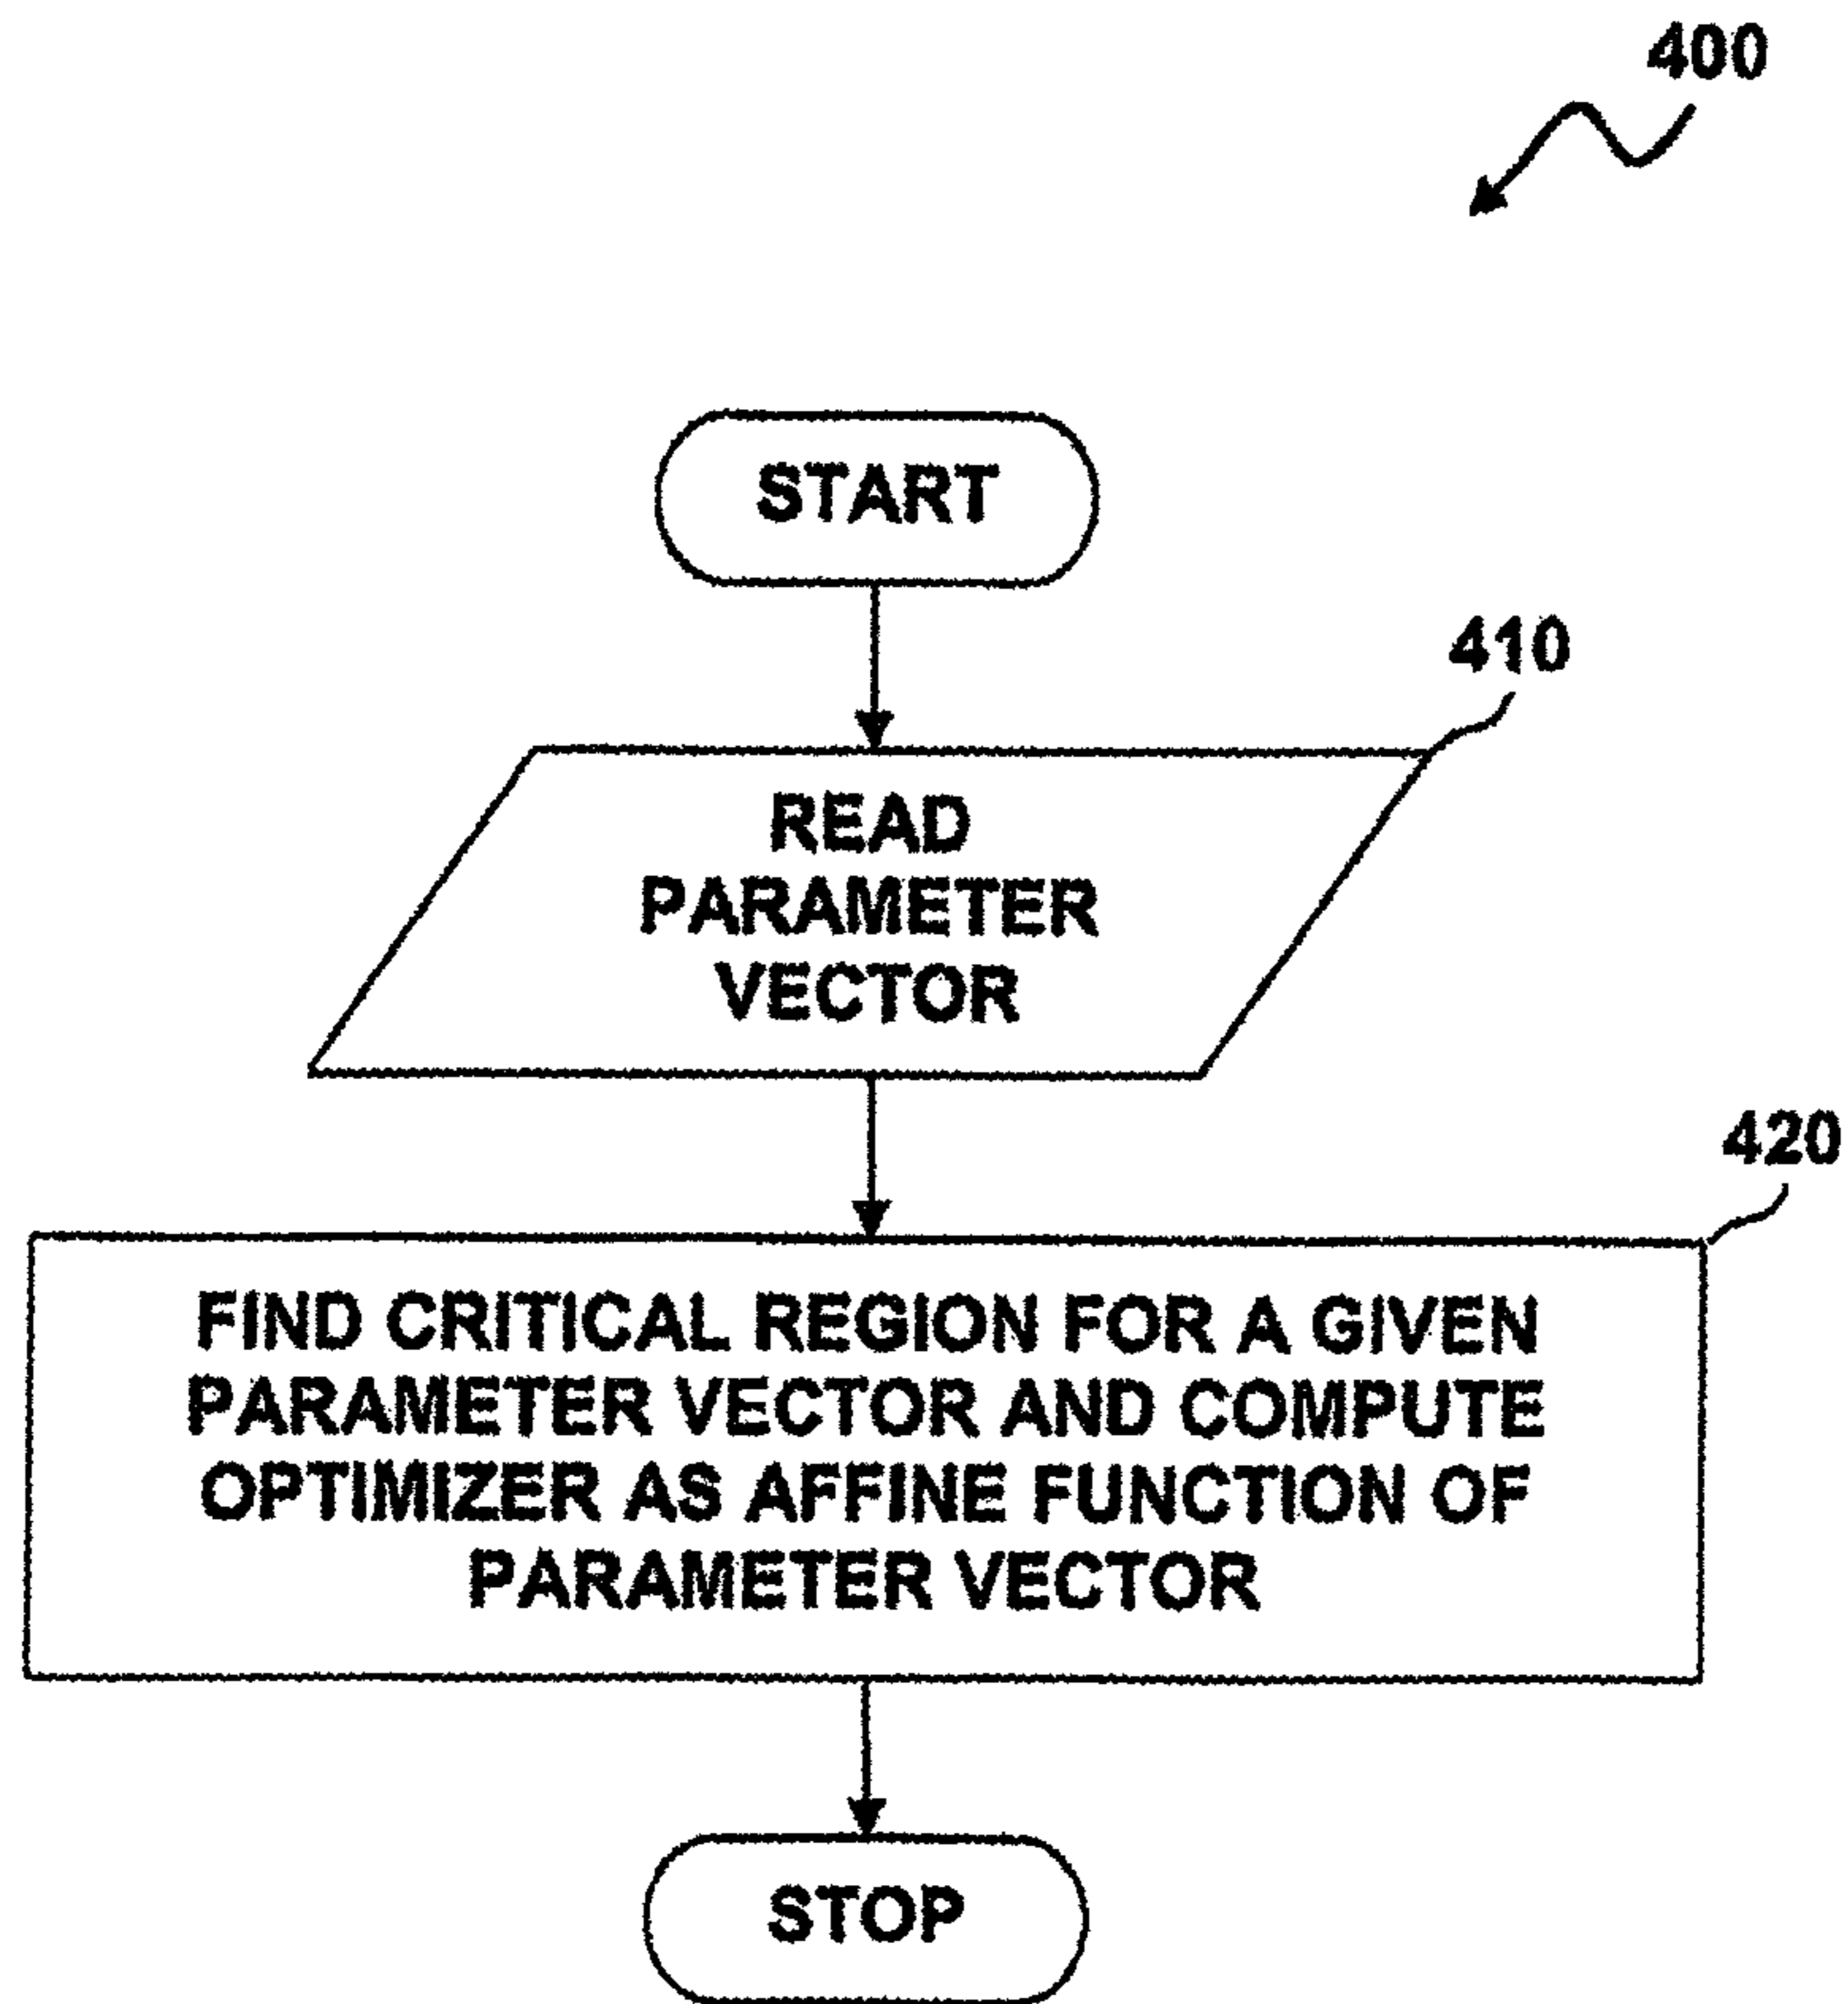 400
START
410
READ
PARAMETER
VECTOR
420
FIND CRITICAL REGION FOR A GIVEN
PARAMETER VECTOR AND COMPUTE
OPTIMIZER AS AFFINE FUNCTION OF
PARAMETER VECTOR
STOP